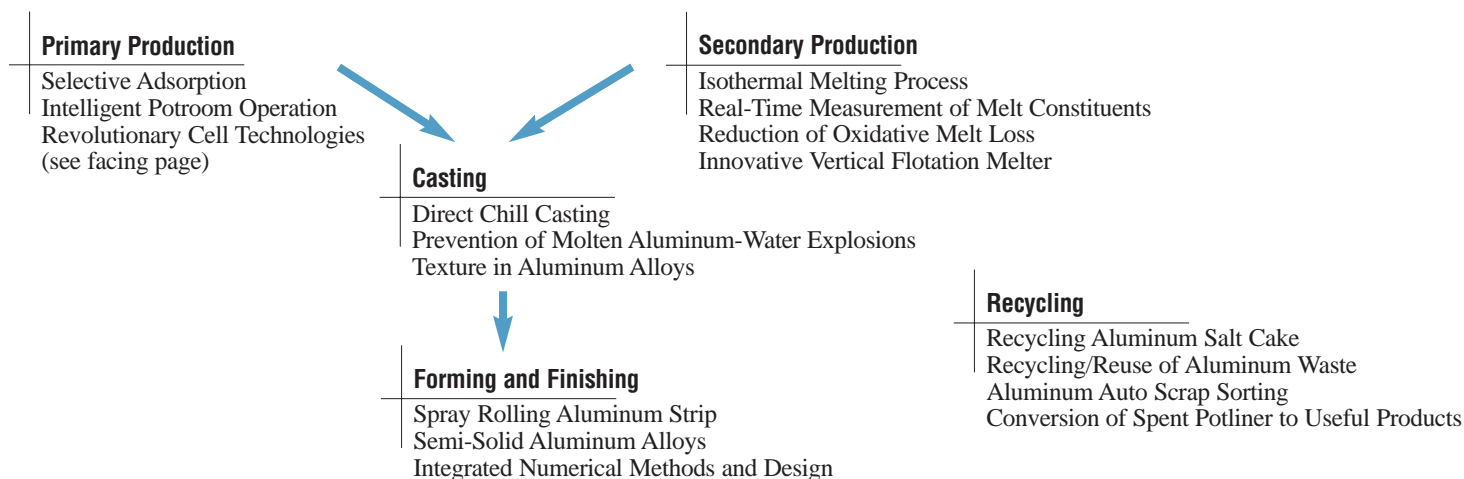 Primary Production
Selective Adsorption
Intelligent Potroom Operation
Revolutionary Cell Technologies
(see facing page)
Secondary Production
Isothermal Melting Process
Real-Time Measurement of Melt Constituents
Reduction of Oxidative Melt Loss
Innovative Vertical Flotation Melter
Casting
Direct Chill Casting
Prevention of Molten Aluminum-Water Explosions
Texture in Aluminum Alloys
Recycling
Recycling Aluminum Salt Cake
Recycling/Reuse of Aluminum Waste
Aluminum Auto Scrap Sorting
Conversion of Spent Potliner to Useful Products
Forming and Finishing
Spray Rolling Aluminum Strip
Semi-Solid Aluminum Alloys
Integrated Numerical Methods and Design